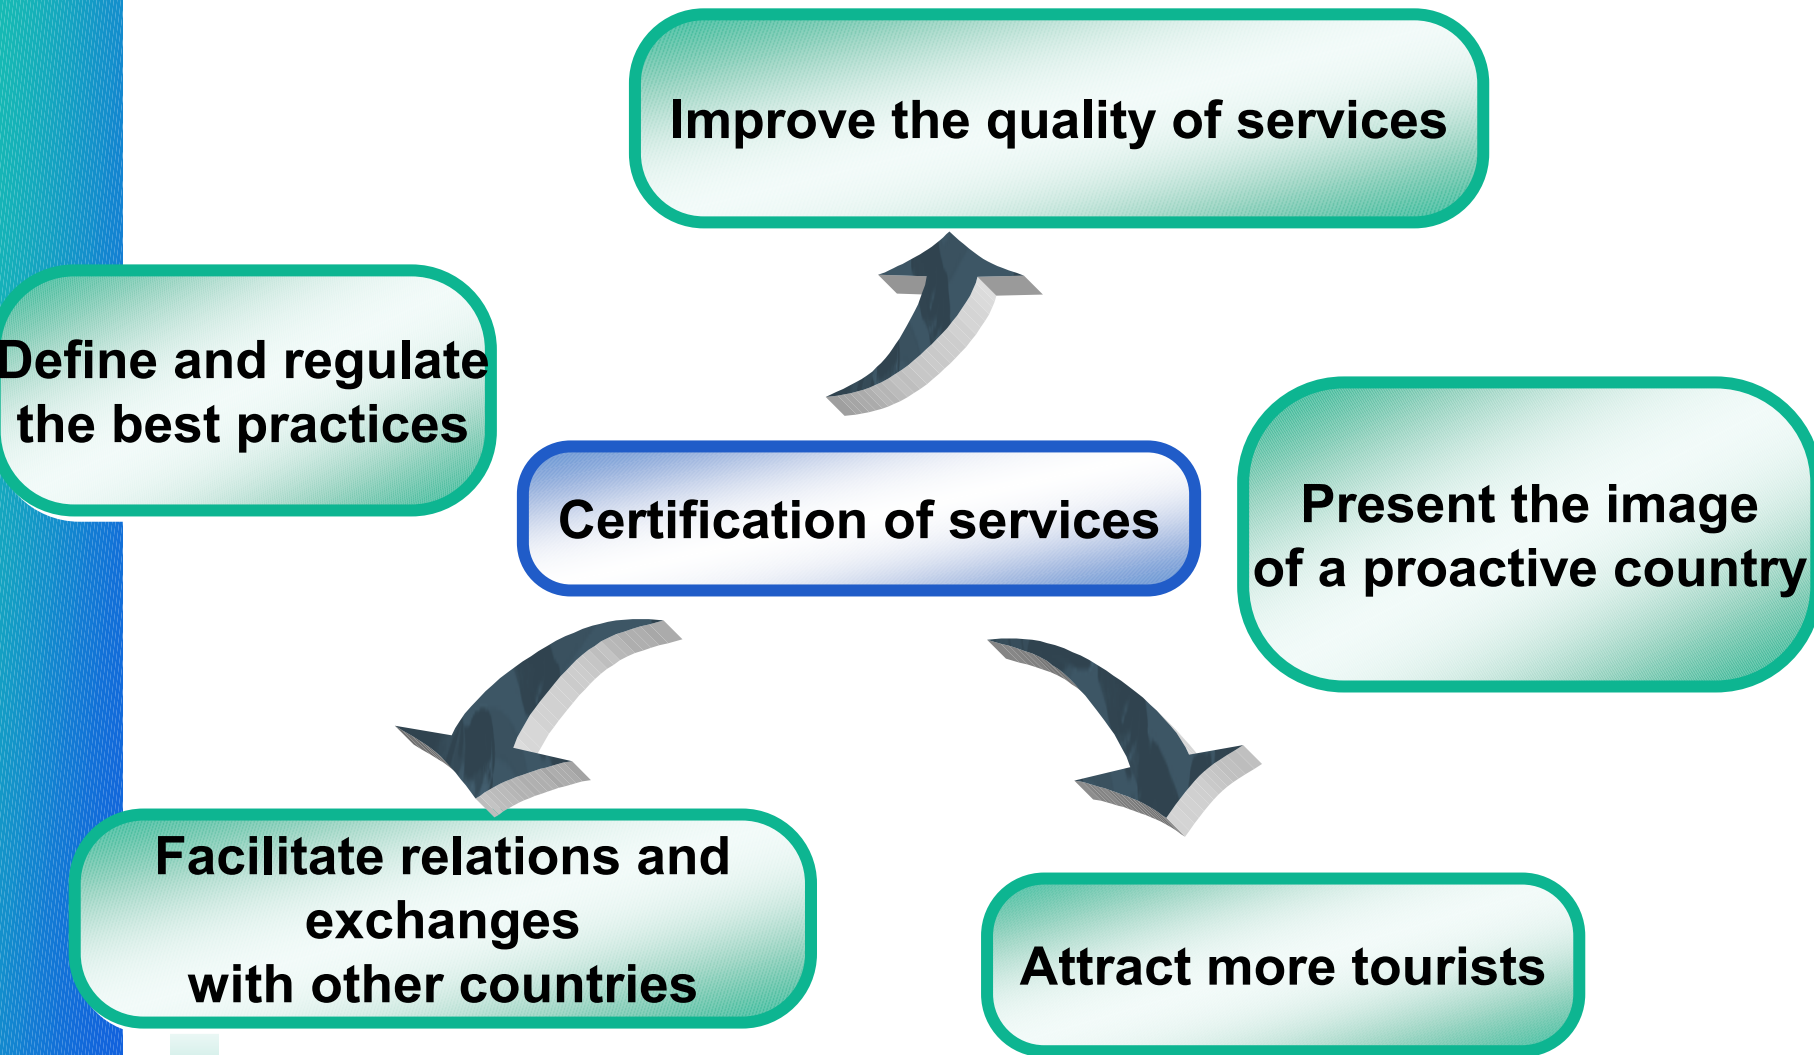 Improve the quality of services
Define and regulate
the best practices
Certification of services
Present the image
of a proactive country
Facilitate relations and
exchanges
with other countries
Attract more tourists